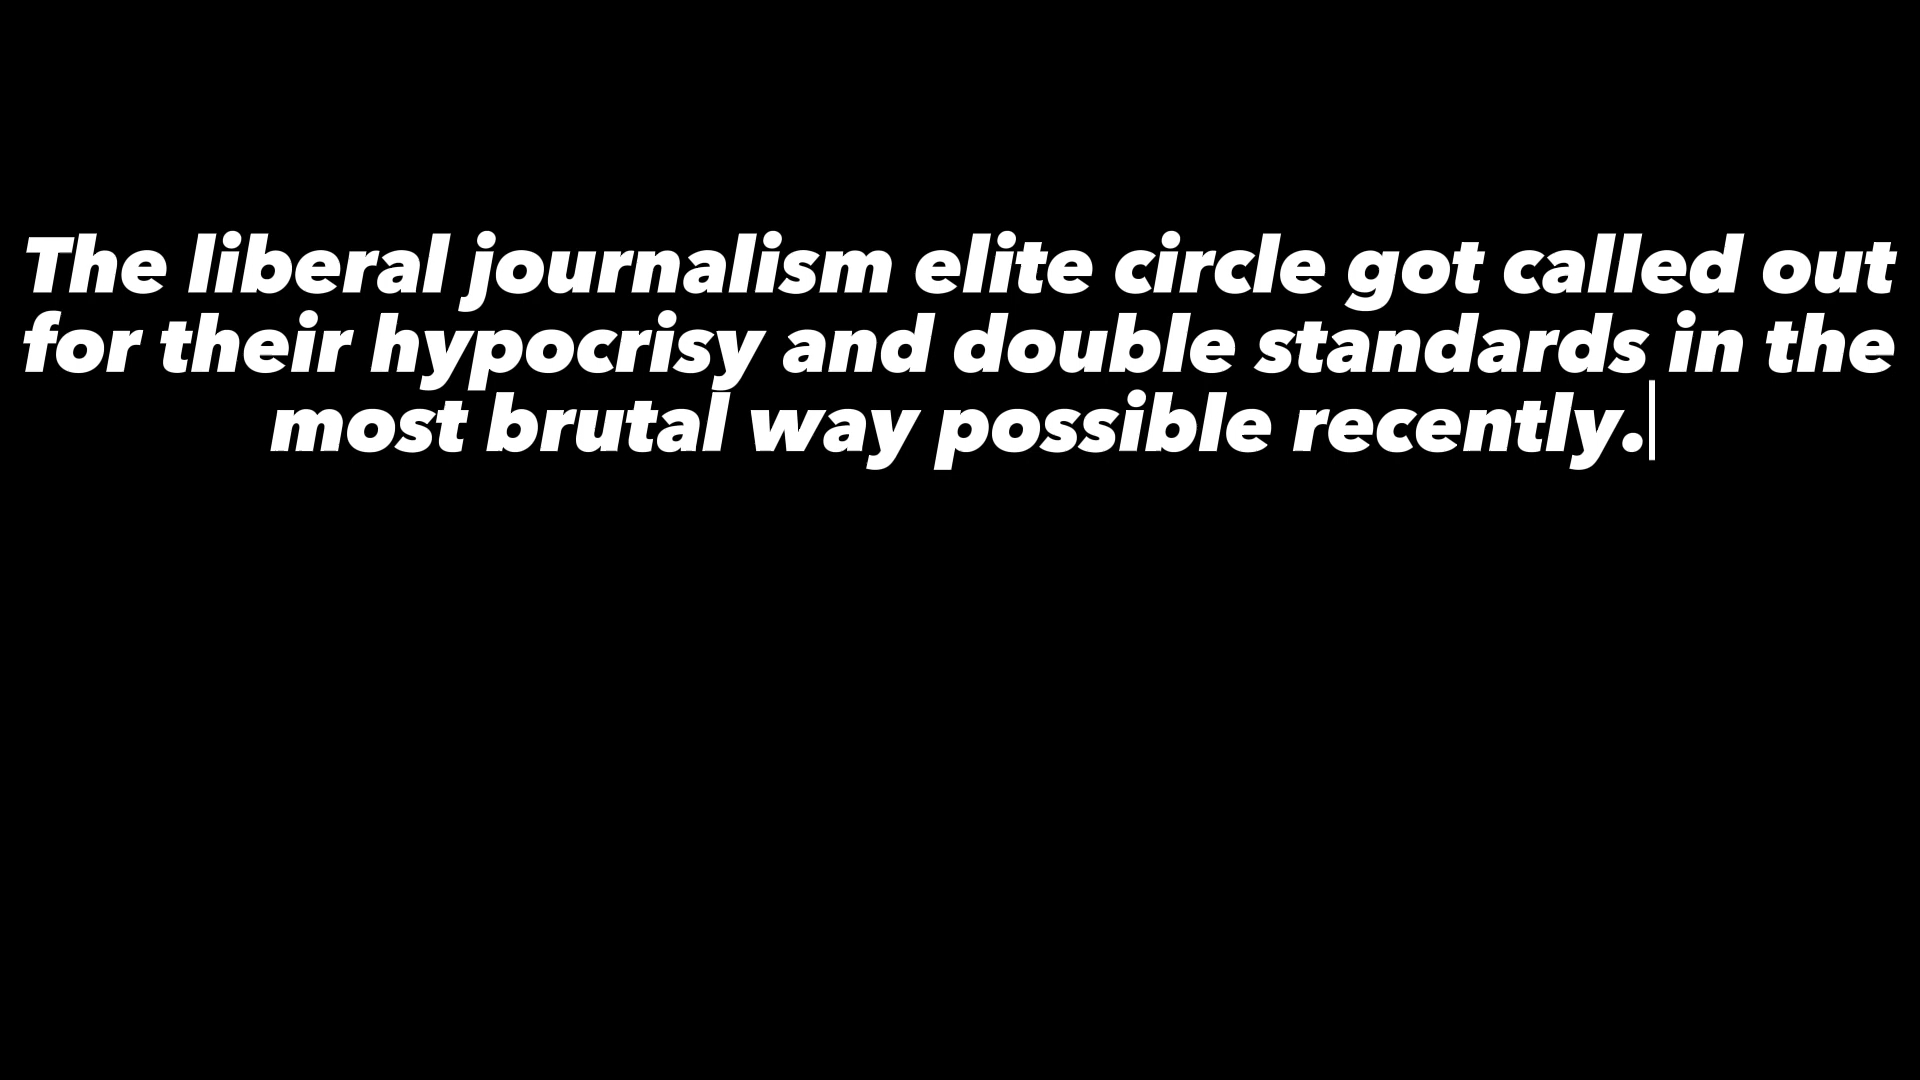 The liberal journalism elite circle got called out
for their hypocrisy and double standards in the
most brutal way possible recently.